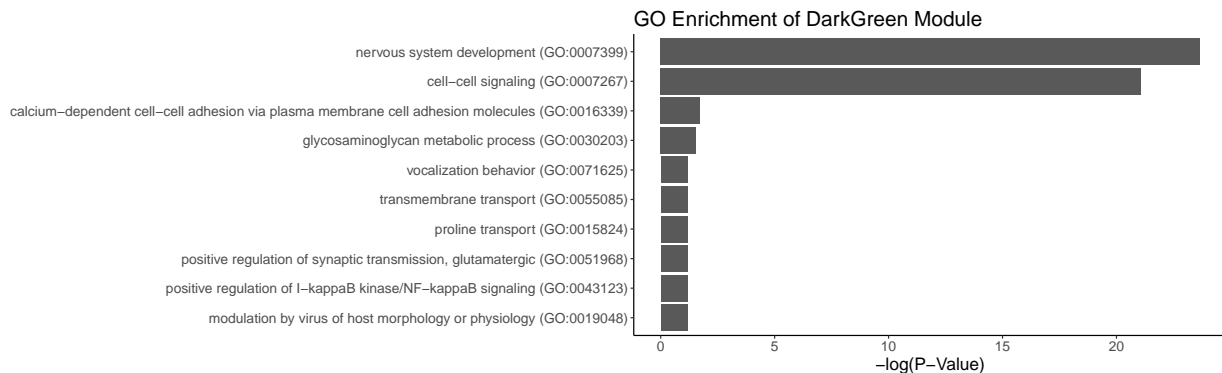 GO Enrichment of DarkGreen Module
nervous system development (GO:0007399)
cell−cell signaling (GO:0007267)
calcium−dependent cell−cell adhesion via plasma membrane cell adhesion molecules (GO:0016339)
glycosaminoglycan metabolic process (GO:0030203)
vocalization behavior (GO:0071625)
transmembrane transport (GO:0055085)
proline transport (GO:0015824)
positive regulation of synaptic transmission, glutamatergic (GO:0051968)
positive regulation of I−kappaB kinase/NF−kappaB signaling (GO:0043123)
modulation by virus of host morphology or physiology (GO:0019048)
0 5 10 15 20
−log(P−Value)